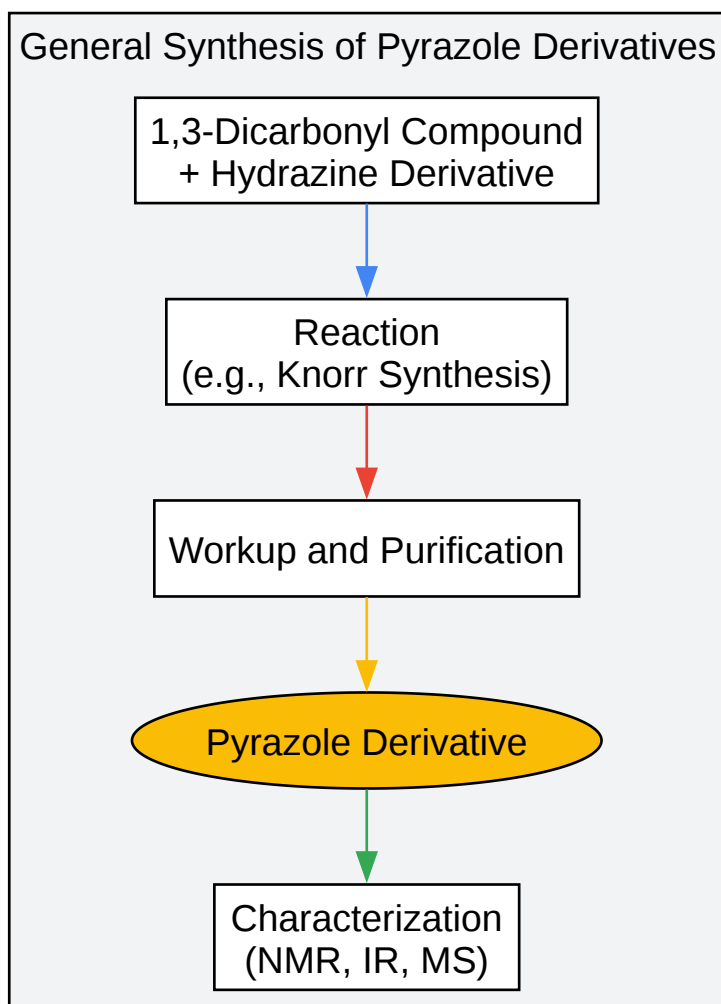 General Synthesis of Pyrazole Derivatives
1,3-Dicarbonyl Compound
+ Hydrazine Derivative
Reaction
(e.g., Knorr Synthesis)
Workup and Purification
Pyrazole Derivative
Characterization
(NMR, IR, MS)